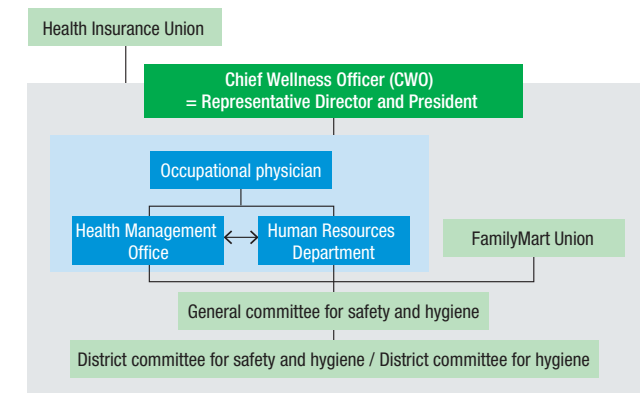 Health Insurance Union
Chief Wellness Officer (CWO)
= Representative Director and President
Occupational physician
Health Management
Office
Human Resources
Department
FamilyMart Union
General committee for safety and hygiene
District committee for safety and hygiene / District committee for hygiene